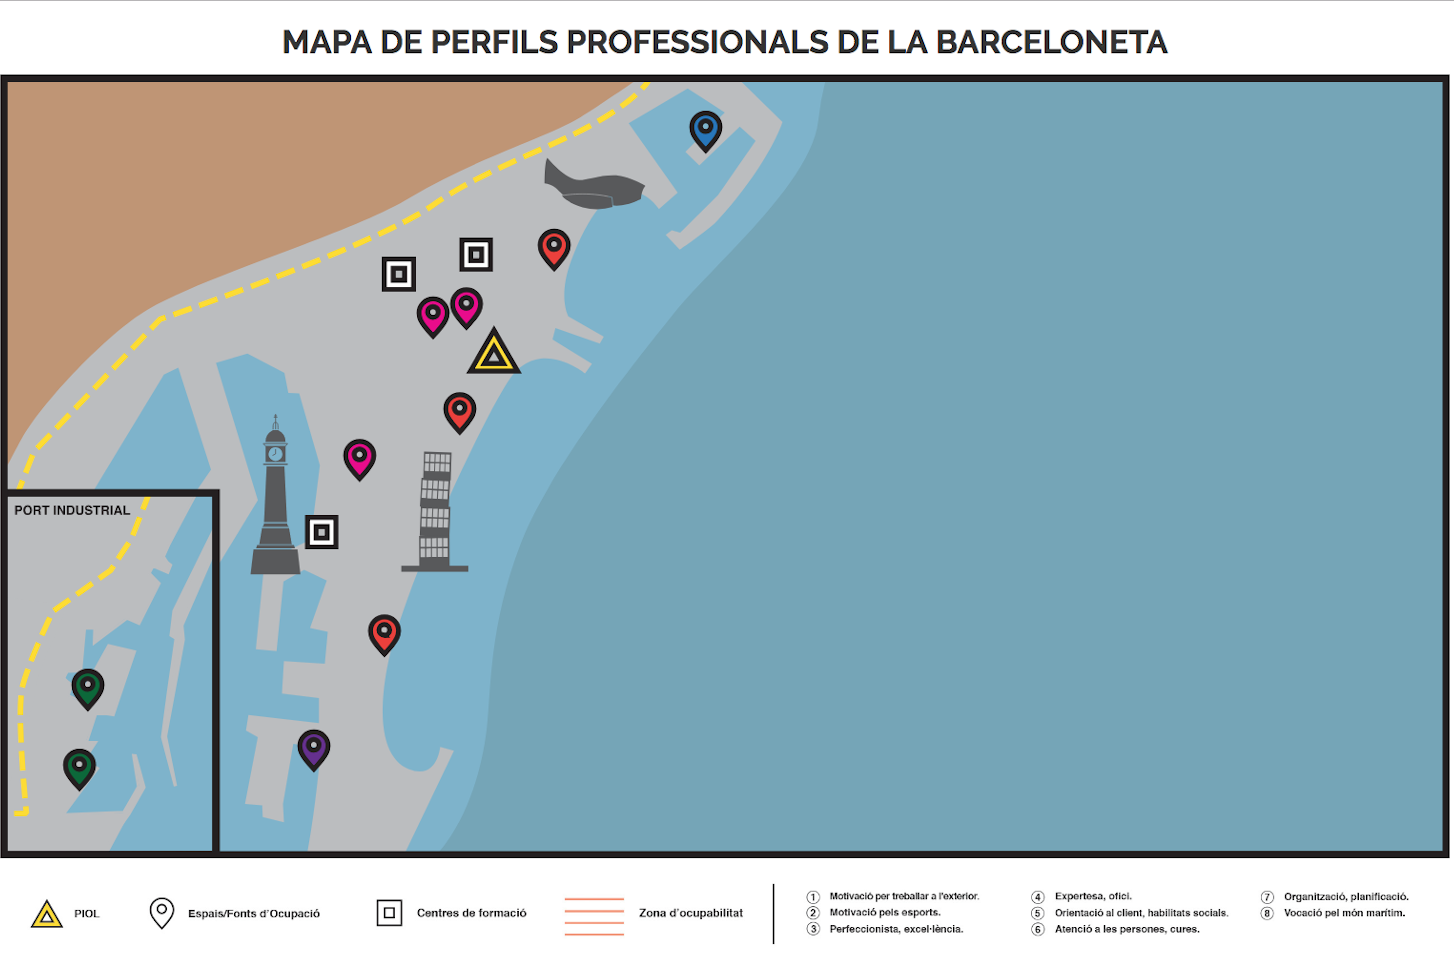 MAPA DE PERFILS PROFESSIONALS DE LA BARCELONETA
PORT INDUSTRIAL
PIOL
Espais/Fonts d'Ocupació
Centres de formació
Zona d'ocupabilitat
1 Motivació per treballar a l'exterior.
2 Motivació pels esports.
3 Perfeccionista, excel·lència.
4 Expertesa, ofici.
5 Orientació al client, habilitats socials.
6 Atenció a les persones, cures.
7 Organització, planificació.
8 Vocació pel món marítim.